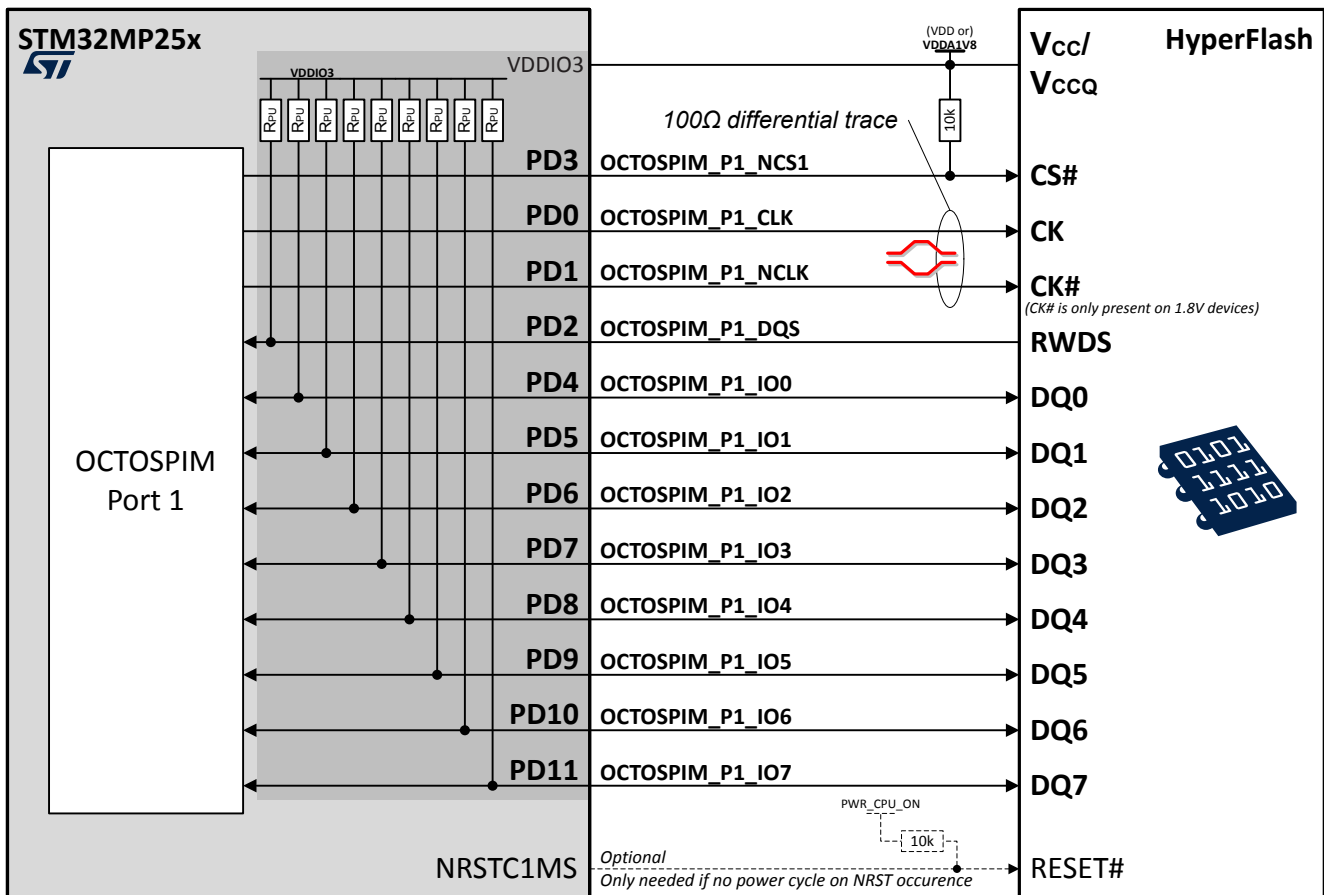 STM32MP25x
ST
VDDIO3
VDDIO3
(VDD or)
VDDA1V8
VCC/
VCCQ
HyperFlash
RPU RPU RPU RPU RPU RPU RPU RPU RPU
10k
100Ω differential trace
PD3 OCTOSPIM_P1_NCS1 CS#
PD0 OCTOSPIM_P1_CLK CK
PD1 OCTOSPIM_P1_NCLK CK#
(CK# is only present on 1.8V devices)
PD2 OCTOSPIM_P1_DQS RWDS
PD4 OCTOSPIM_P1_IO0 DQ0
PD5 OCTOSPIM_P1_IO1 DQ1
OCTOSPIM
Port 1
PD6 OCTOSPIM_P1_IO2 DQ2
PD7 OCTOSPIM_P1_IO3 DQ3
PD8 OCTOSPIM_P1_IO4 DQ4
PD9 OCTOSPIM_P1_IO5 DQ5
PD10 OCTOSPIM_P1_IO6 DQ6
PD11 OCTOSPIM_P1_IO7 DQ7
0101
1111
1010
PWR_CPU_ON
10k
NRSTC1MS Optional RESET#
Only needed if no power cycle on NRST occurence